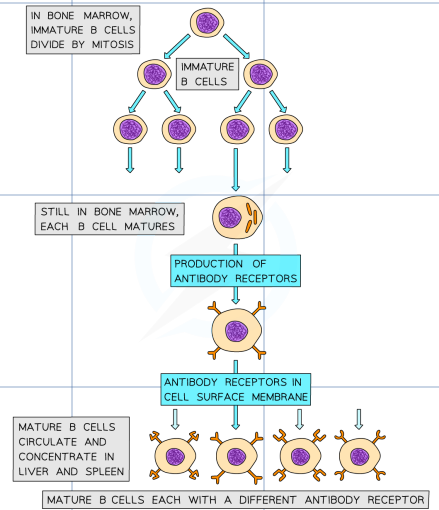 IN BONE MARROW,
IMMATURE B CELLS
DIVIDE BY MITOSIS
IMMATURE
B CELLS
STILL IN BONE MARROW,
EACH B CELL MATURES
PRODUCTION OF
ANTIBODY RECEPTORS
ANTIBODY RECEPTORS IN
CELL SURFACE MEMBRANE
MATURE B CELLS
CIRCULATE AND
CONCENTRATE IN
LIVER AND SPLEEN
MATURE B CELLS EACH WITH A DIFFERENT ANTIBODY RECEPTOR